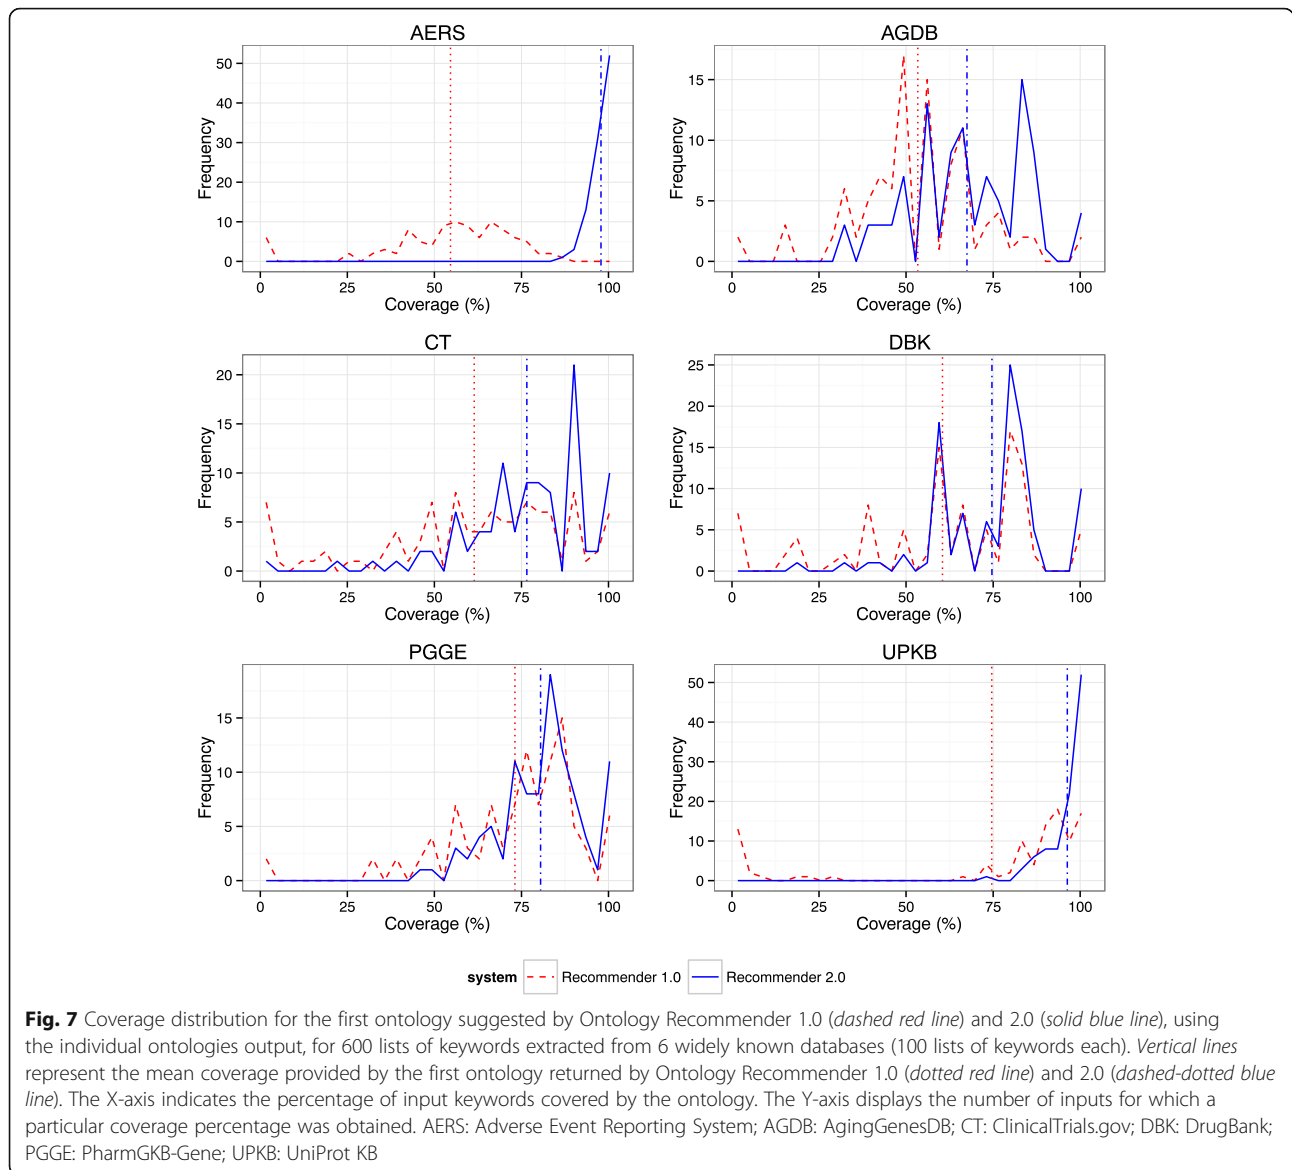 AERS
Frequency
50
40
30
20
10
0
0 25 50 75 100
Coverage (%)
AGDB
Frequency
15
10
5
0
0 25 50 75 100
Coverage (%)
CT
Frequency
20
15
10
5
0
0 25 50 75 100
Coverage (%)
DBK
Frequency
25
20
15
10
5
0
0 25 50 75 100
Coverage (%)
PGGE
Frequency
15
10
5
0
0 25 50 75 100
Coverage (%)
UPKB
Frequency
50
40
30
20
10
0
0 25 50 75 100
Coverage (%)
system Recommender 1.0 Recommender 2.0
Fig. 7 Coverage distribution for the first ontology suggested by Ontology Recommender 1.0 (dashed red line) and 2.0 (solid blue line), using
the individual ontologies output, for 600 lists of keywords extracted from 6 widely known databases (100 lists of keywords each). Vertical lines
represent the mean coverage provided by the first ontology returned by Ontology Recommender 1.0 (dotted red line) and 2.0 (dashed-dotted blue
line). The X-axis indicates the percentage of input keywords covered by the ontology. The Y-axis displays the number of inputs for which a
particular coverage percentage was obtained. AERS: Adverse Event Reporting System; AGDB: AgingGenesDB; CT: ClinicalTrials.gov; DBK: DrugBank;
PGGE: PharmGKB-Gene; UPKB: UniProt KB